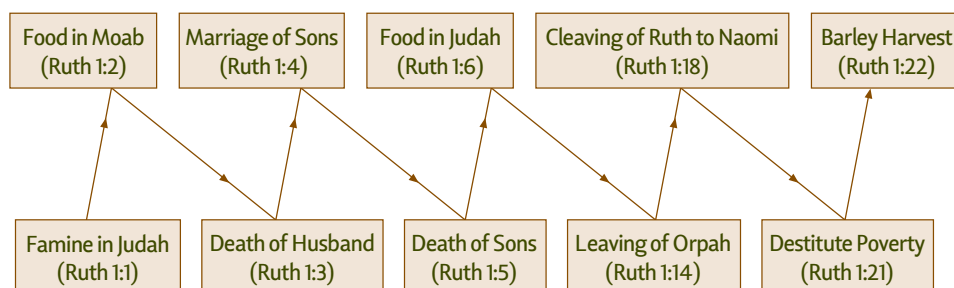 Food in Moab
(Ruth 1:2)
Marriage of Sons
(Ruth 1:4)
Food in Judah
(Ruth 1:6)
Cleaving of Ruth to Naomi
(Ruth 1:18)
Barley Harvest
(Ruth 1:22)
Famine in Judah
(Ruth 1:1)
Death of Husband
(Ruth 1:3)
Death of Sons
(Ruth 1:5)
Leaving of Orpah
(Ruth 1:14)
Destitute Poverty
(Ruth 1:21)